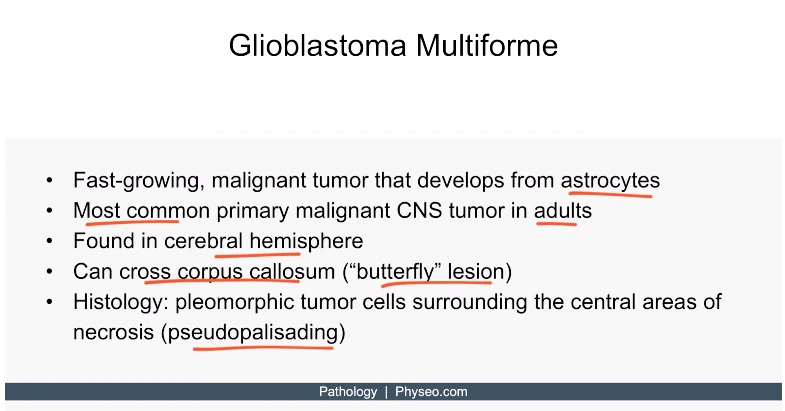 Glioblastoma Multiforme
• Fast-growing, malignant tumor that develops from astrocytes
• Most common primary malignant CNS tumor in adults
• Found in cerebral hemisphere
• Can cross corpus callosum (“butterfly” lesion)
• Histology: pleomorphic tumor cells surrounding the central areas of
necrosis (pseudopalisading)
Pathology | Physeo.com